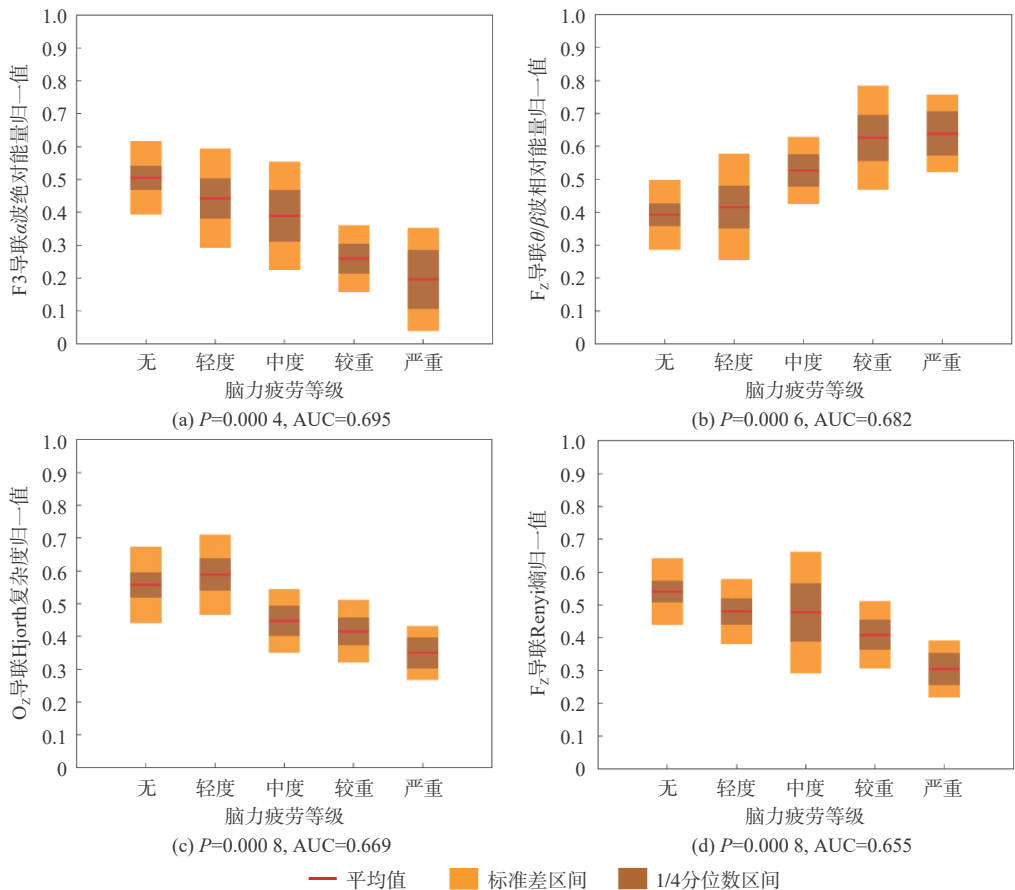 1.0
0.9
0.8
0.7
0.6
0.5
0.4
0.3
0.2
0.1
0
F3导联α波绝对能量归一值
无 轻度 中度 较重 严重
脑力疲劳等级
(a) P=0.000 4, AUC=0.695
1.0
0.9
0.8
0.7
0.6
0.5
0.4
0.3
0.2
0.1
0
FZ导联θ/β波相对能量归一值
无 轻度 中度 较重 严重
脑力疲劳等级
(b) P=0.000 6, AUC=0.682
1.0
0.9
0.8
0.7
0.6
0.5
0.4
0.3
0.2
0.1
0
OZ导联Hjorth复杂度归一值
无 轻度 中度 较重 严重
脑力疲劳等级
(c) P=0.000 8, AUC=0.669
1.0
0.9
0.8
0.7
0.6
0.5
0.4
0.3
0.2
0.1
0
FZ导联Renyi熵归一值
无 轻度 中度 较重 严重
脑力疲劳等级
(d) P=0.000 8, AUC=0.655
平均值 标准差区间 1/4分位数区间